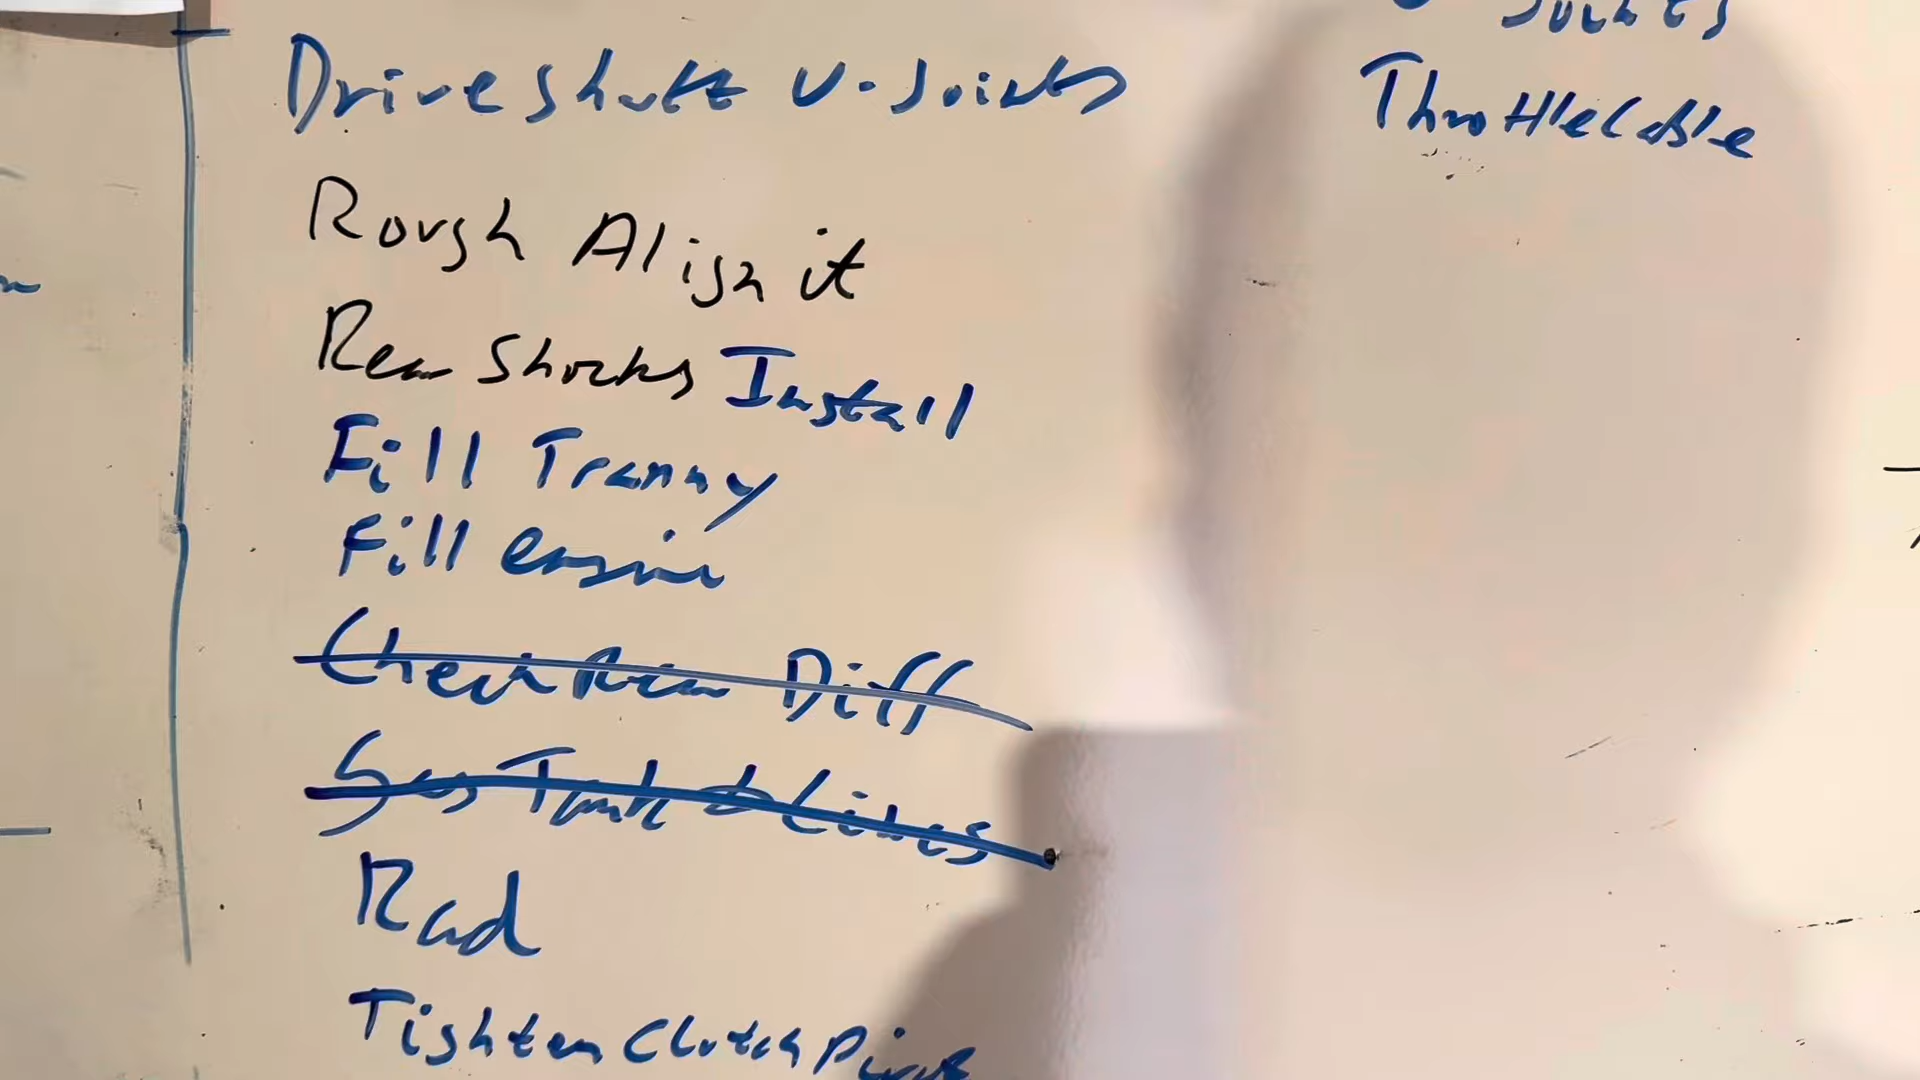 Driveshaft U-Joints
Rough Align it
Rear Shocks Install
Fill Tranny
Fill engine
Check Rear Diff
Gas Tank & Lines
Rad
Tighten Clutch Pivot
Throttle Cable